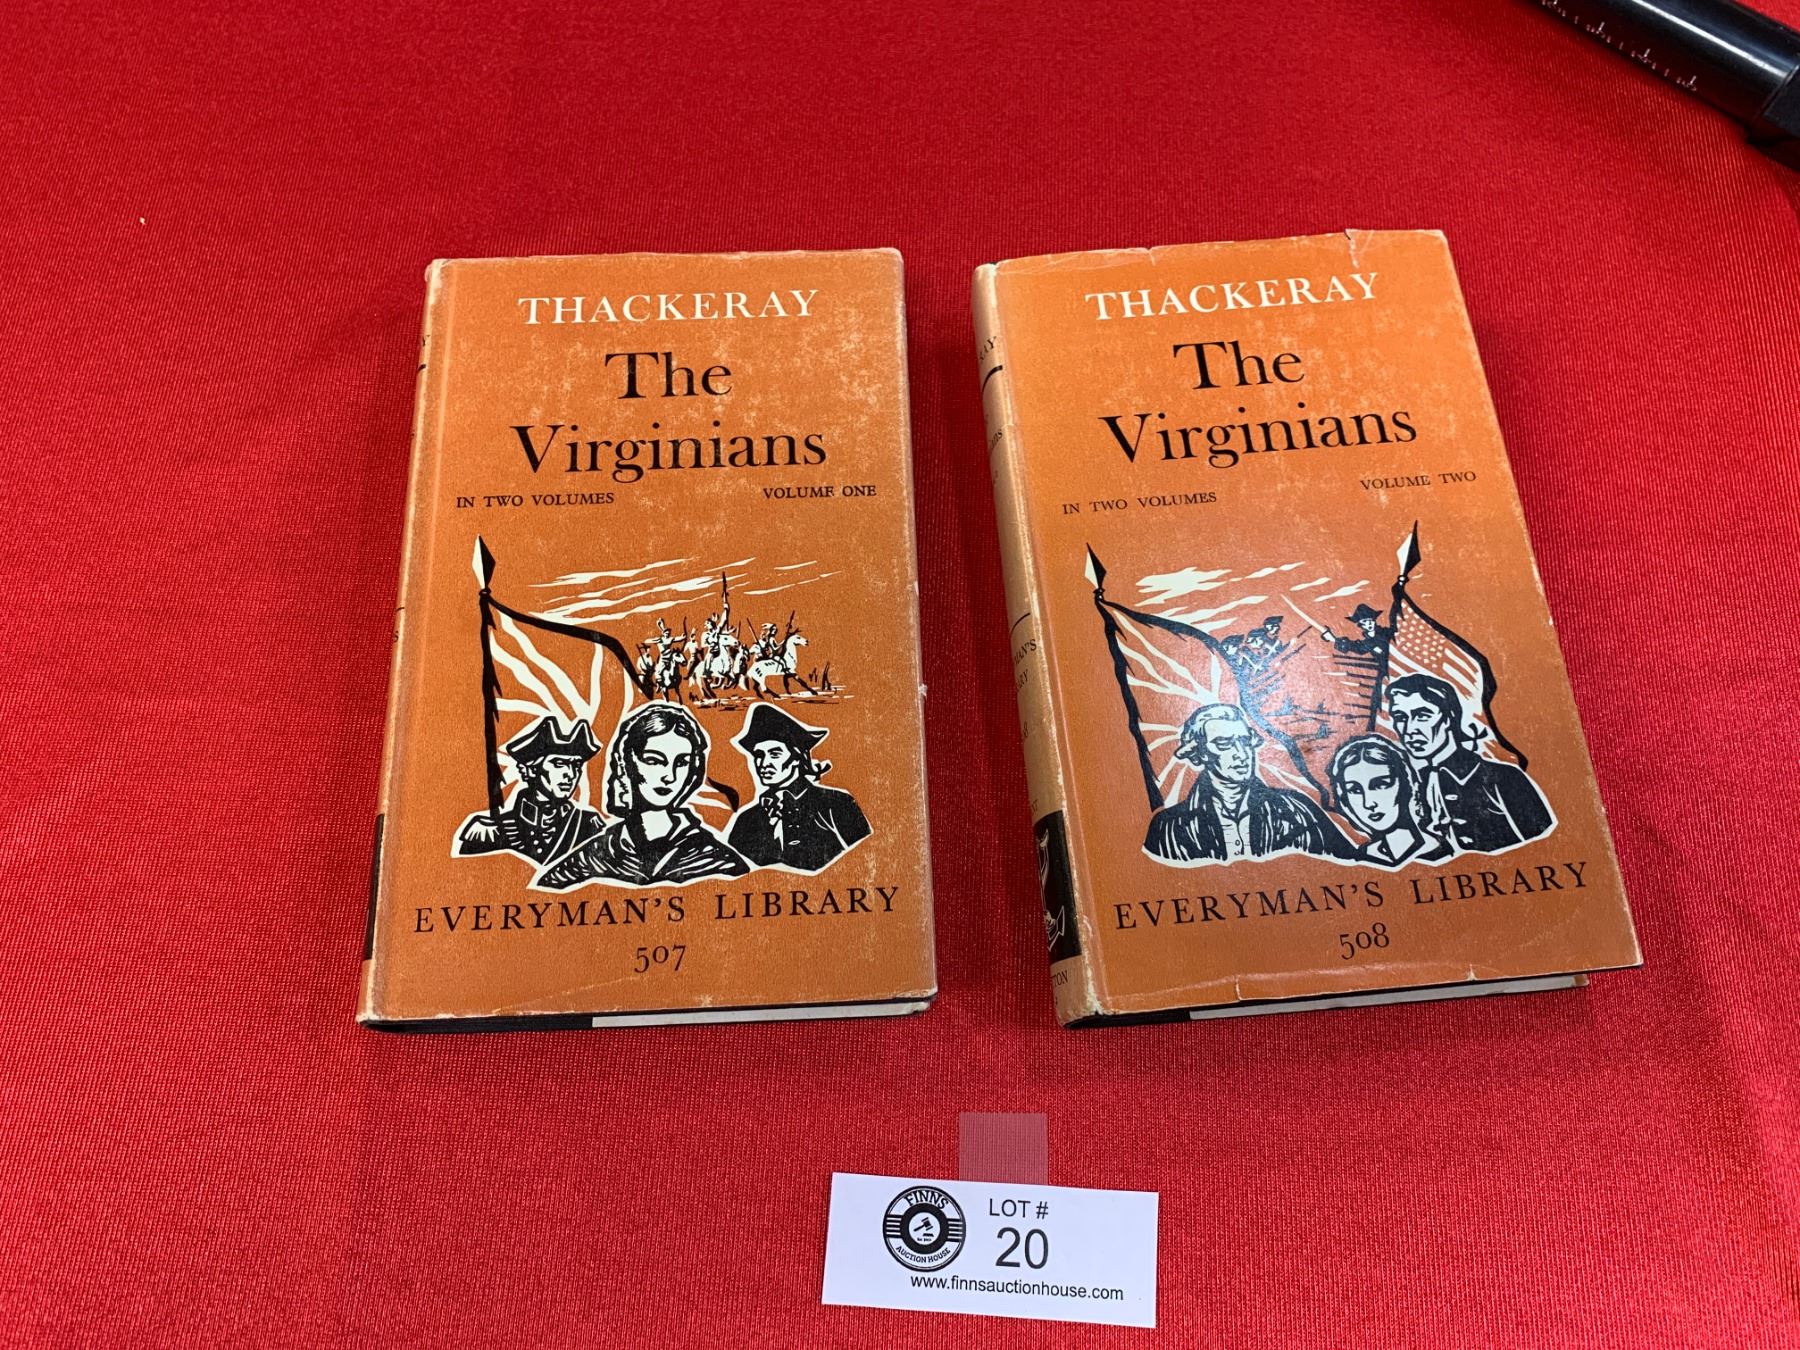 THACKERAY
The
Virginians
IN TWO VOLUMES VOLUME ONE
EVERYMAN'S LIBRARY
507
THACKERAY
The
Virginians
IN TWO VOLUMES VOLUME TWO
EVERYMAN'S LIBRARY
508
FINNS
AUCTION HOUSE
LOT #
20
www.finnsauctionhouse.com